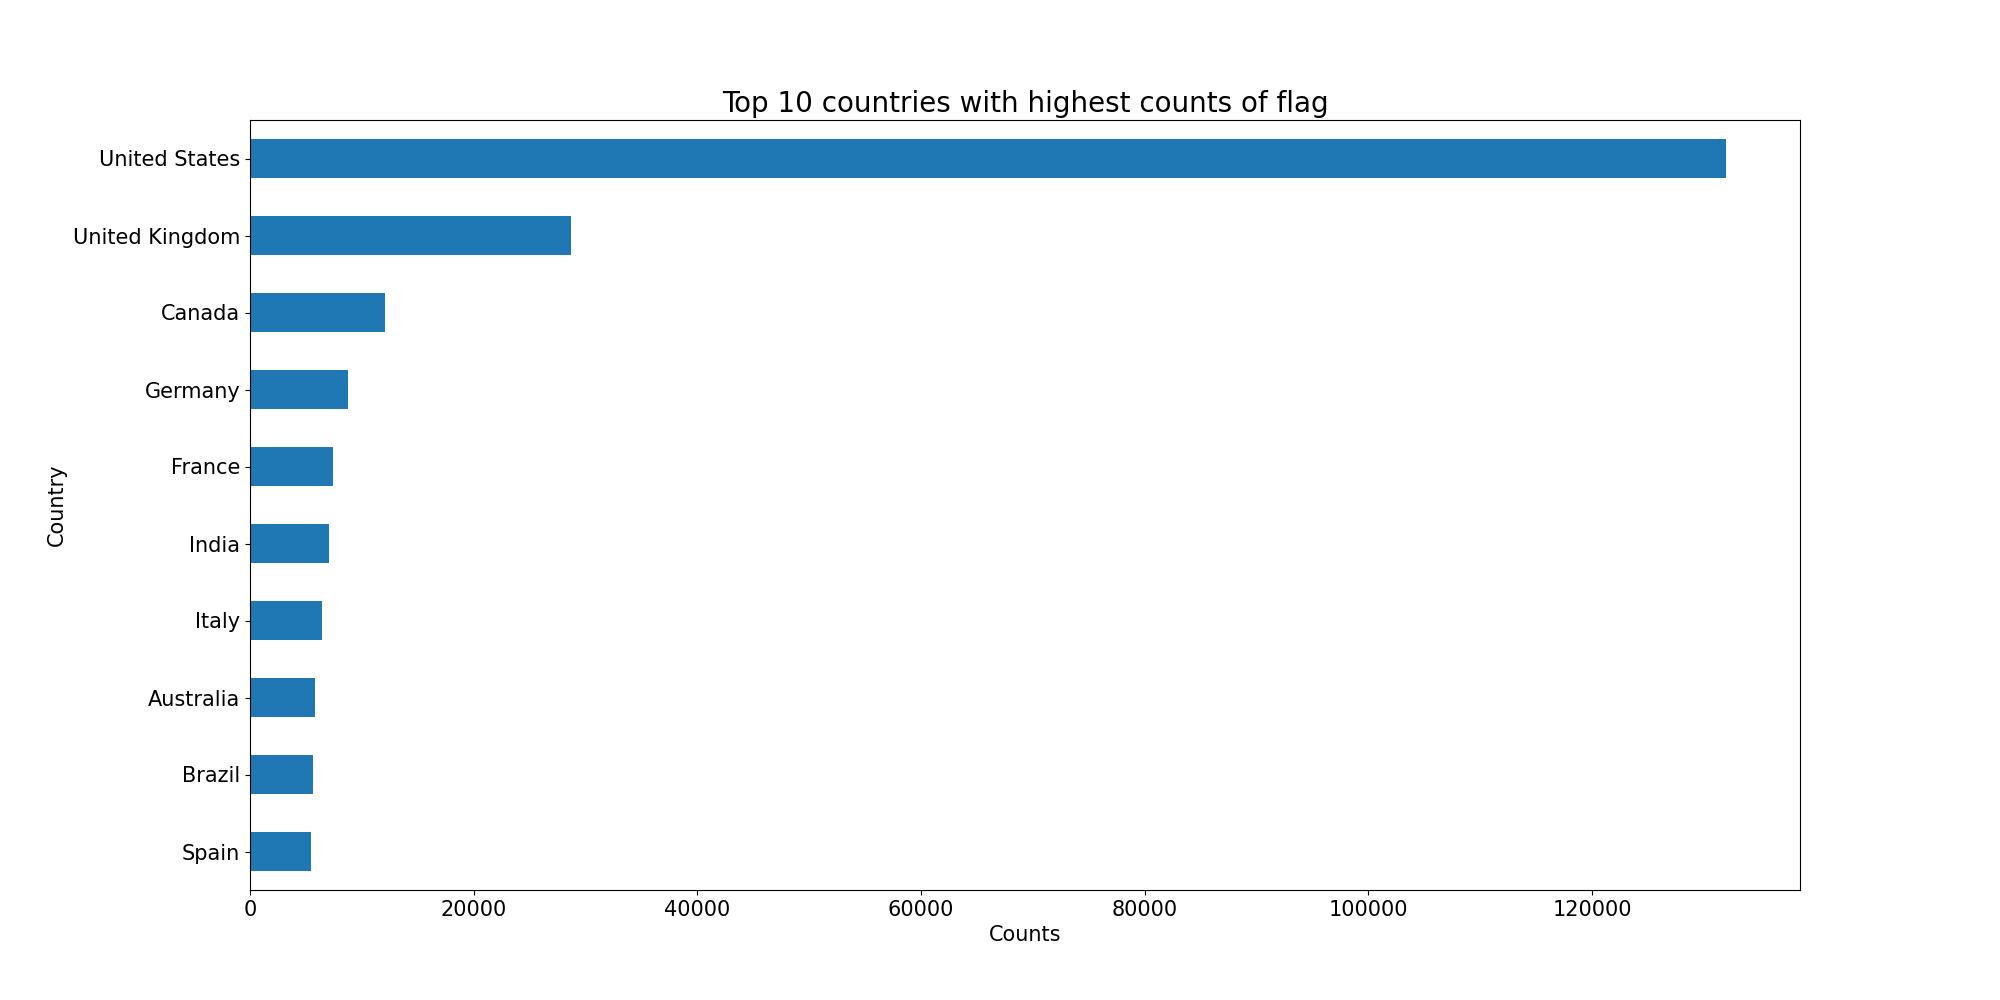 Top 10 countries with highest counts of flag
United States
United Kingdom
Canada
Germany
France
India
Italy
Australia
Brazil
Spain
Country
0 20000 40000 60000 80000 100000 120000
Counts